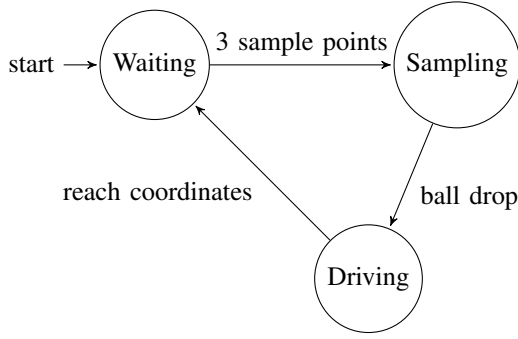 start
Waiting
3 sample points
Sampling
reach coordinates
ball drop
Driving